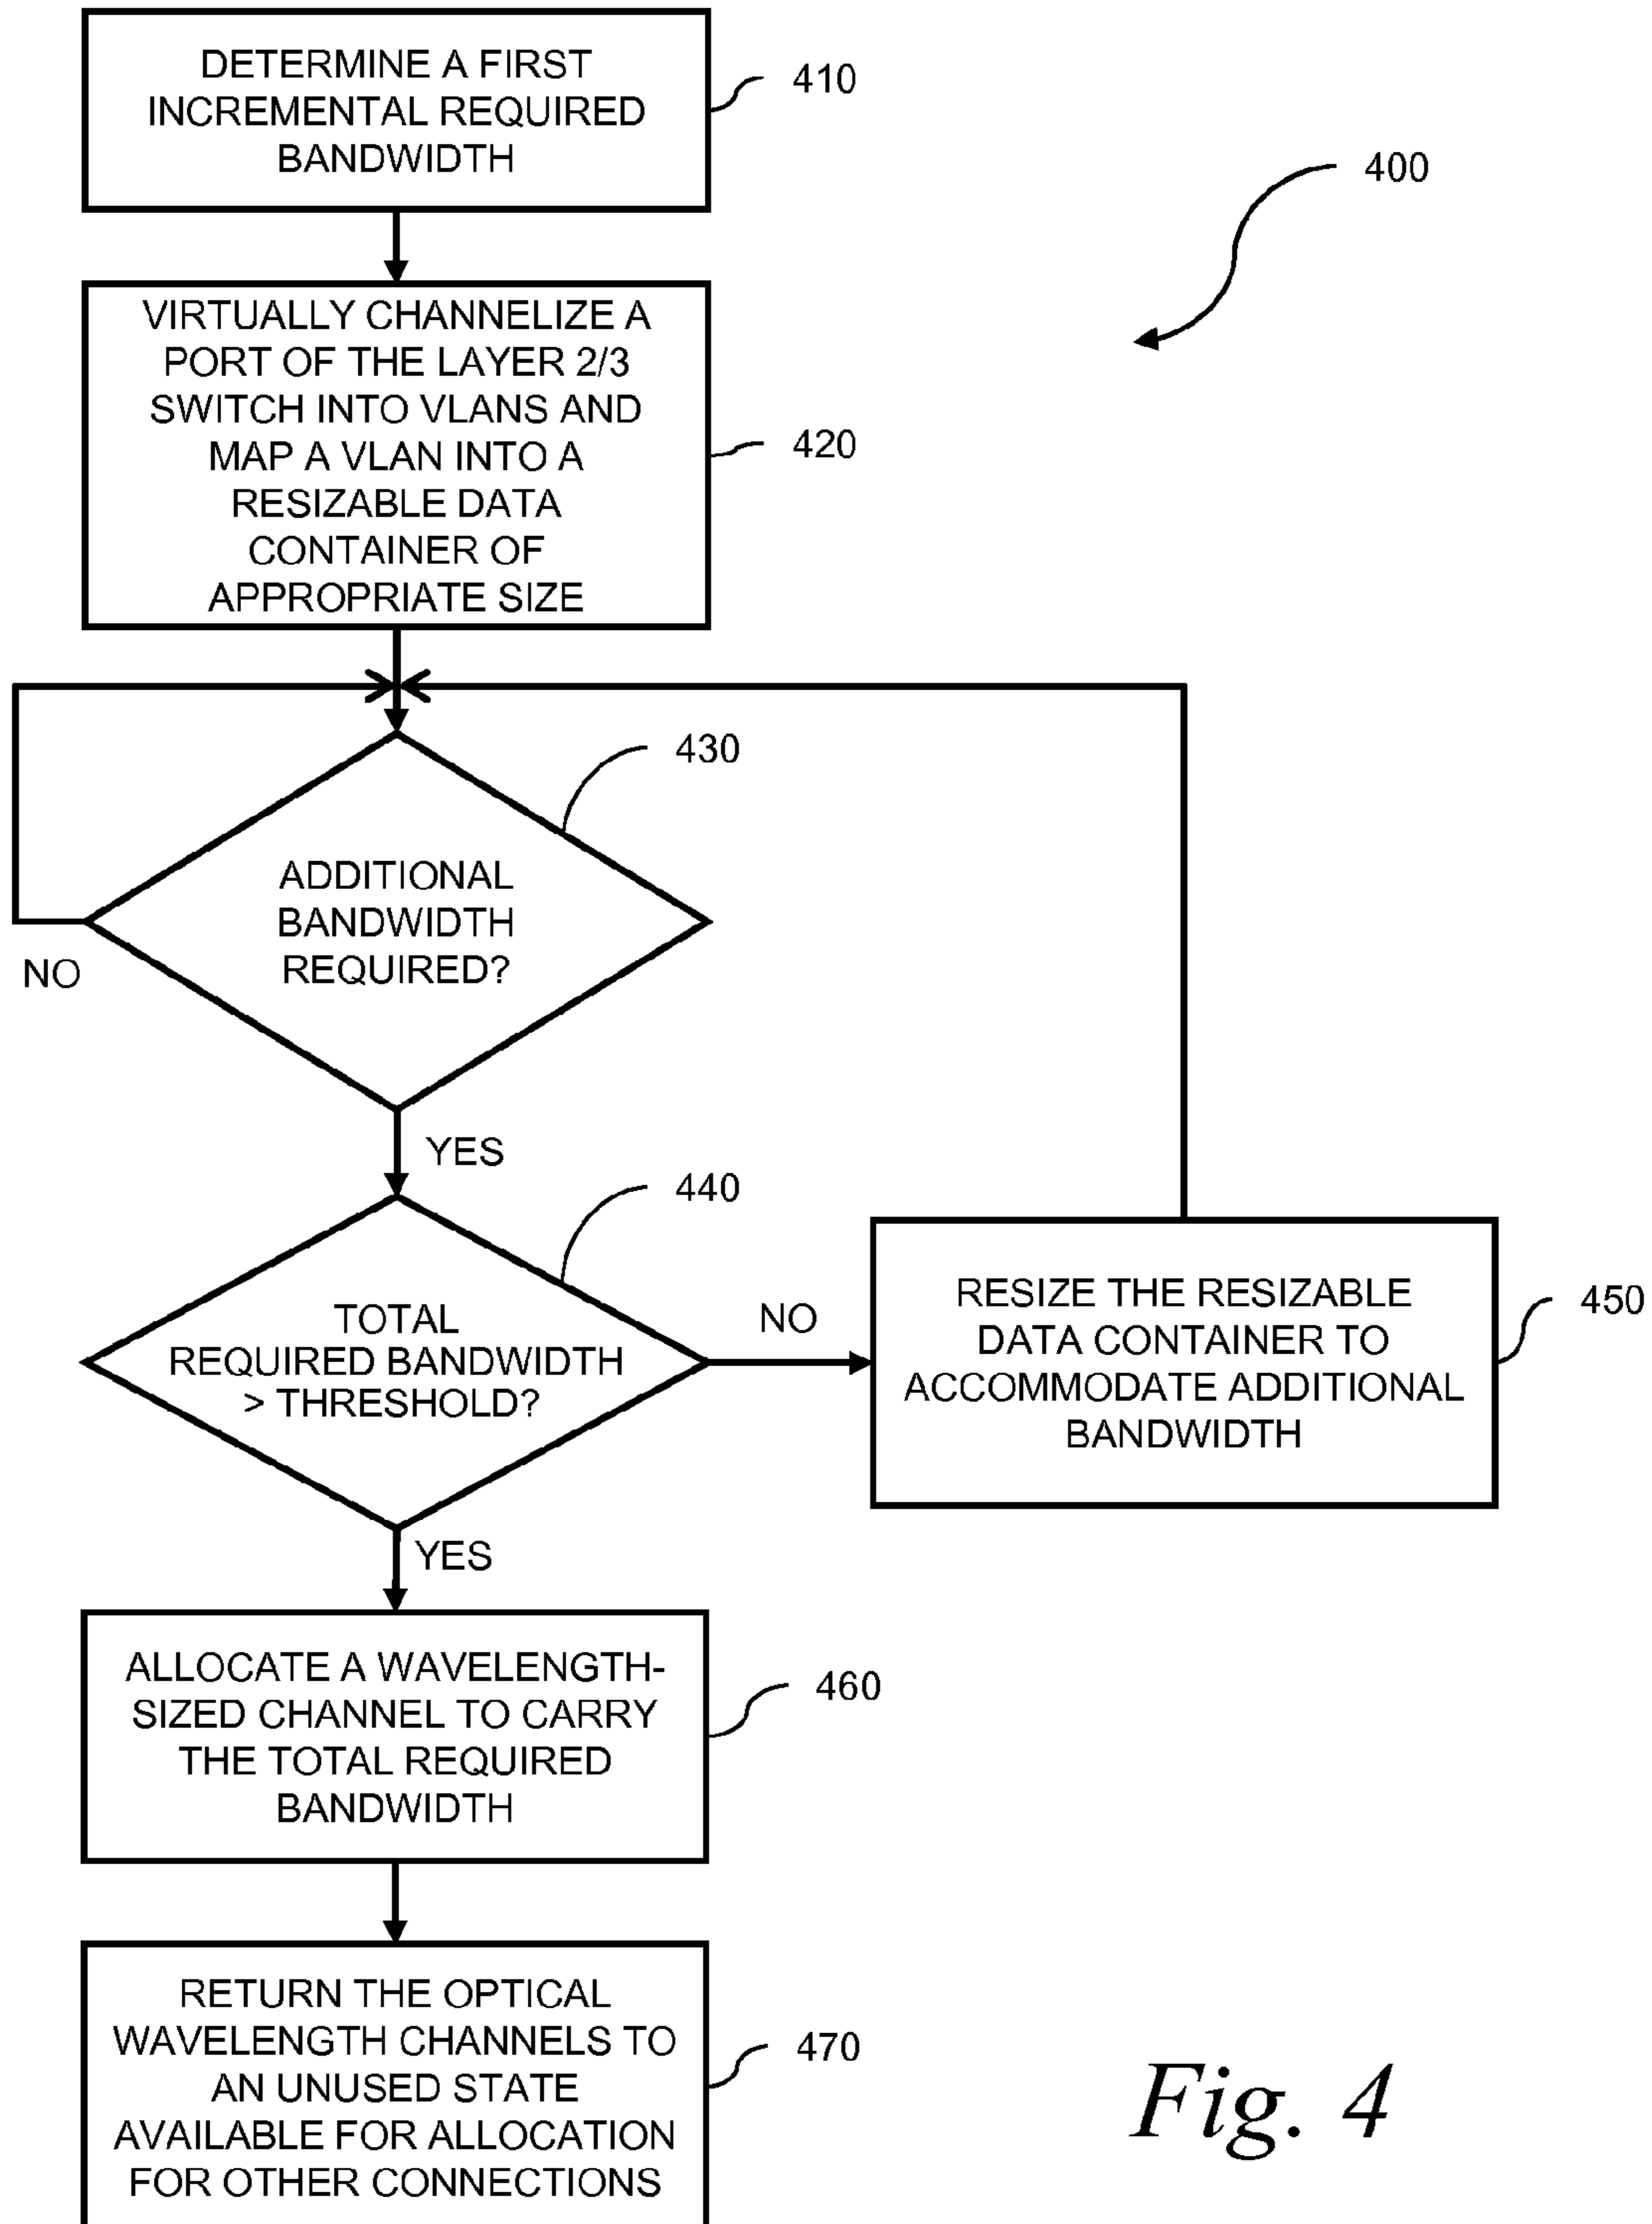 DETERMINE A FIRST
INCREMENTAL REQUIRED
BANDWIDTH
410
400
VIRTUALLY CHANNELIZE A
PORT OF THE LAYER 2/3
SWITCH INTO VLANS AND
MAP A VLAN INTO A
RESIZABLE DATA
CONTAINER OF
APPROPRIATE SIZE
420
430
ADDITIONAL
BANDWIDTH
REQUIRED?
NO
YES
440
TOTAL
REQUIRED BANDWIDTH
> THRESHOLD?
NO
RESIZE THE RESIZABLE
DATA CONTAINER TO
ACCOMMODATE ADDITIONAL
BANDWIDTH
450
YES
ALLOCATE A WAVELENGTH-
SIZED CHANNEL TO CARRY
THE TOTAL REQUIRED
BANDWIDTH
460
RETURN THE OPTICAL
WAVELENGTH CHANNELS TO
AN UNUSED STATE
AVAILABLE FOR ALLOCATION
FOR OTHER CONNECTIONS
470
Fig. 4